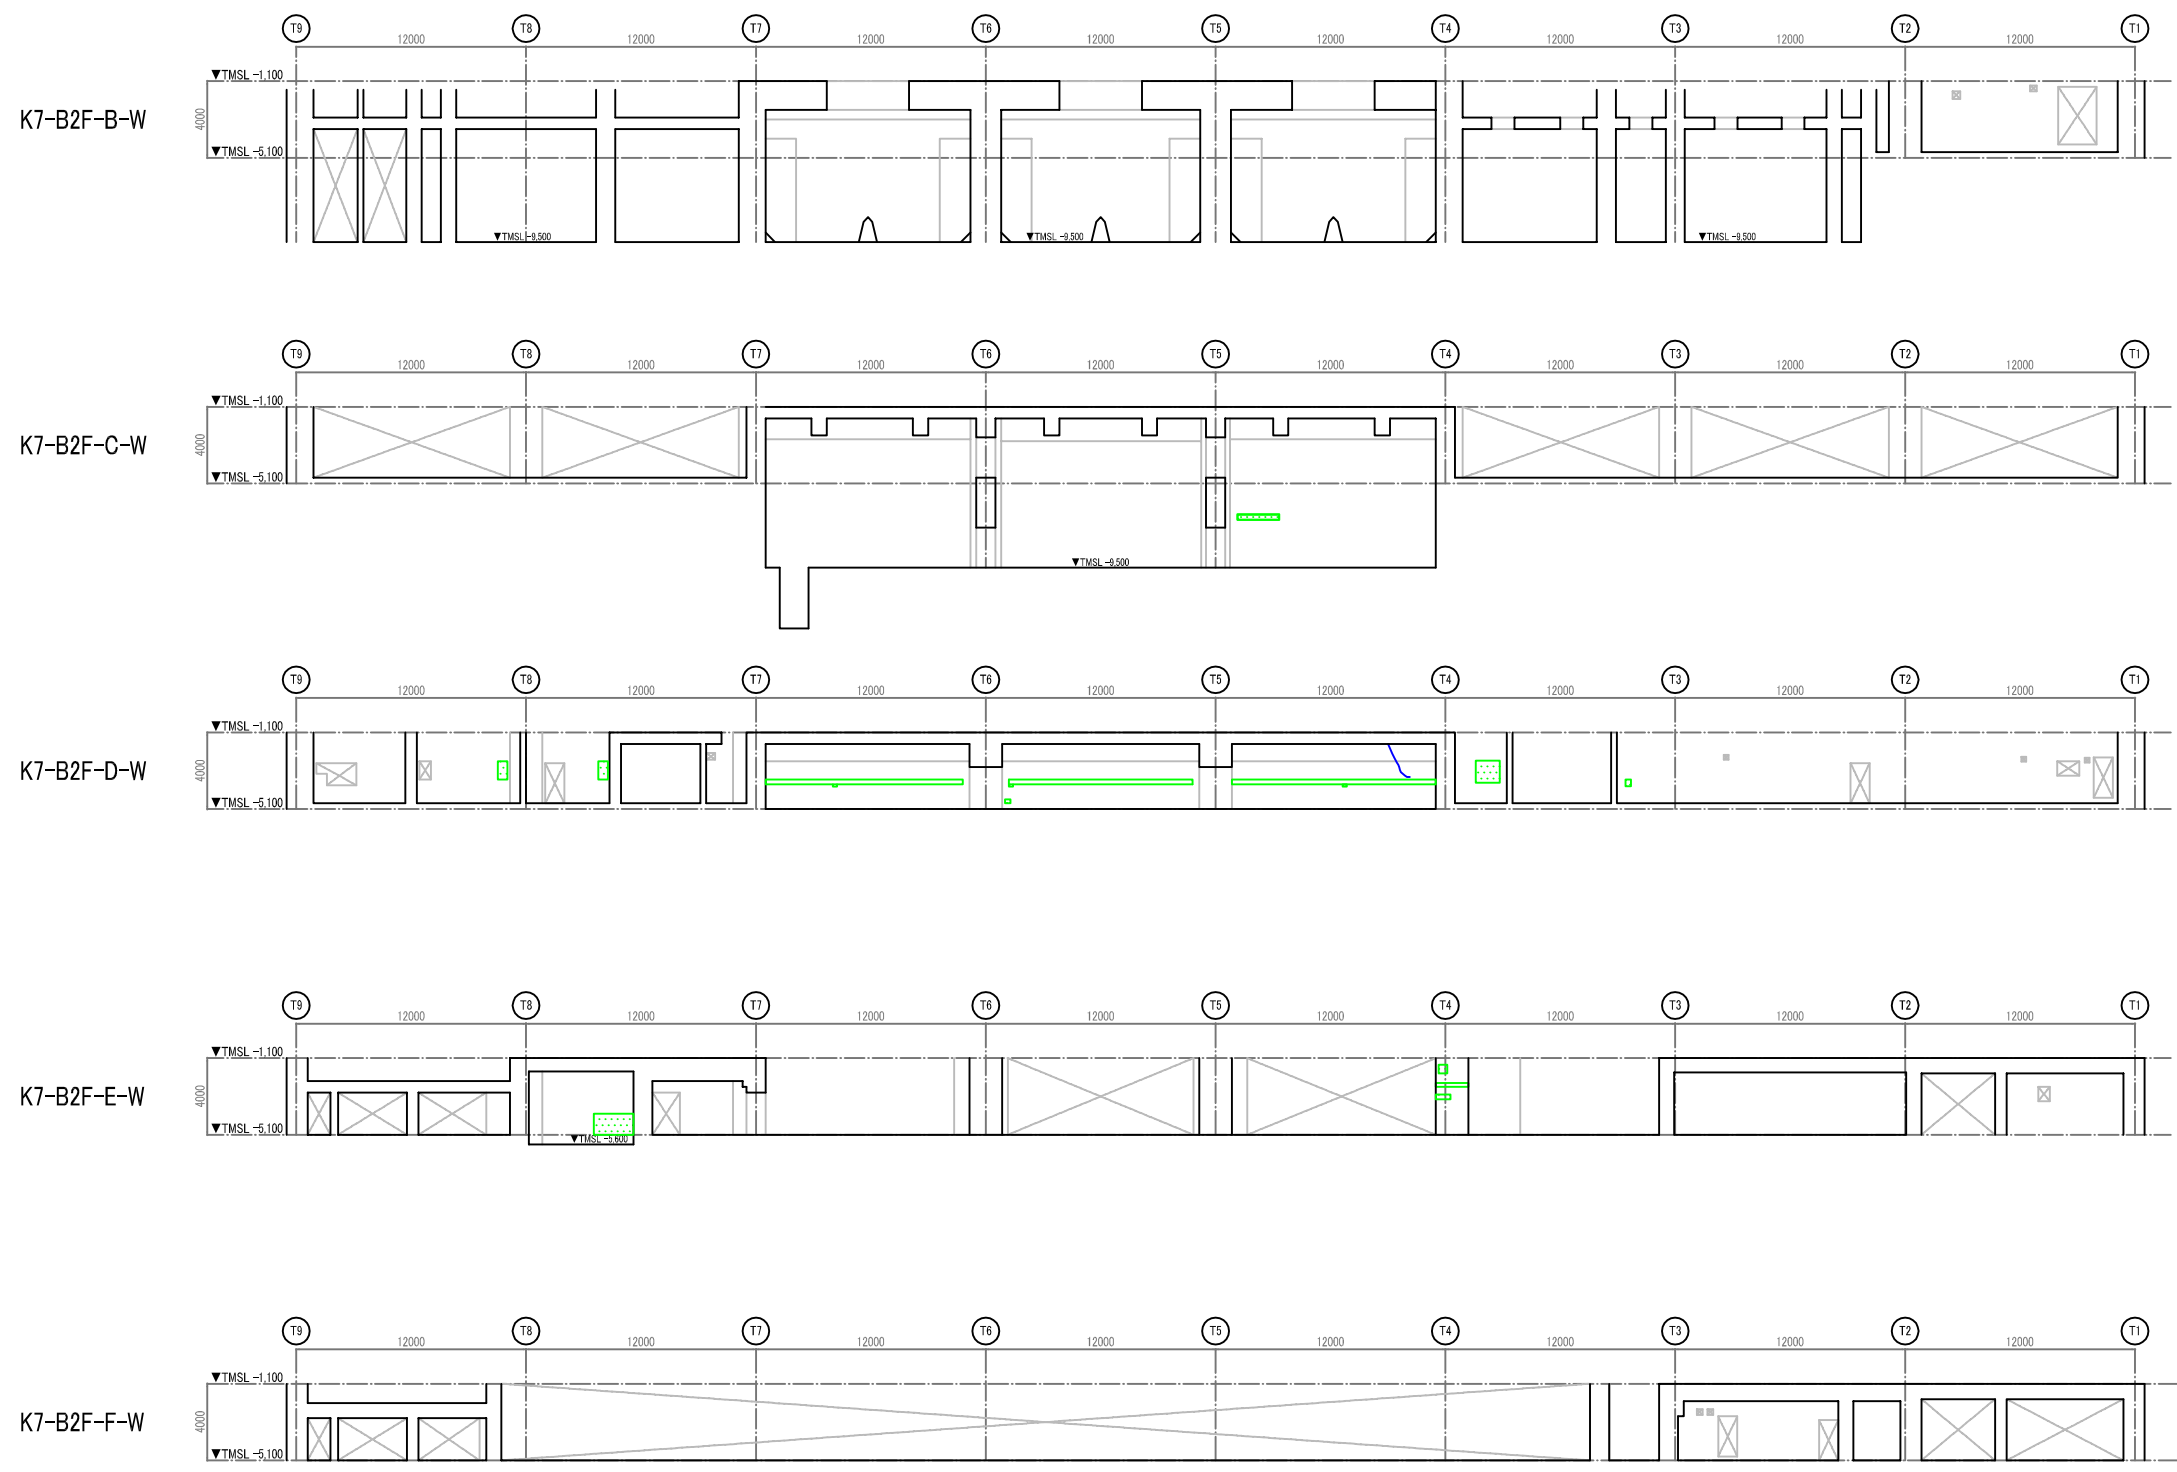 T9 T8 T7 T6 T5 T4 T3 T2 T1
12000 12000 12000 12000 12000 12000 12000 12000
▼TMSL -1,100
K7-B2F-B-W
4000
▼TMSL -5,100
▼TMSL -9,500 ▼TMSL -9,500 ▼TMSL -9,500
T9 T8 T7 T6 T5 T4 T3 T2 T1
12000 12000 12000 12000 12000 12000 12000 12000
▼TMSL -1,100
K7-B2F-C-W
4000
▼TMSL -5,100
▼TMSL -9,500
T9 T8 T7 T6 T5 T4 T3 T2 T1
12000 12000 12000 12000 12000 12000 12000 12000
▼TMSL -1,100
K7-B2F-D-W
4000
▼TMSL -5,100
T9 T8 T7 T6 T5 T4 T3 T2 T1
12000 12000 12000 12000 12000 12000 12000 12000
▼TMSL -1,100
K7-B2F-E-W
4000
▼TMSL -5,100
▼TMSL -5,600
T9 T8 T7 T6 T5 T4 T3 T2 T1
12000 12000 12000 12000 12000 12000 12000 12000
▼TMSL -1,100
K7-B2F-F-W
4000
▼TMSL -5,100